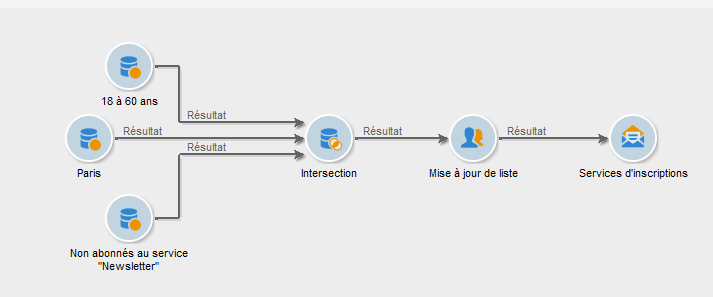 18 à 60 ans
Résultat
Résultat
Résultat
Résultat
Résultat
Paris
Intersection
Mise à jour de liste
Services d'inscriptions
Non abonnés au service
"Newsletter"